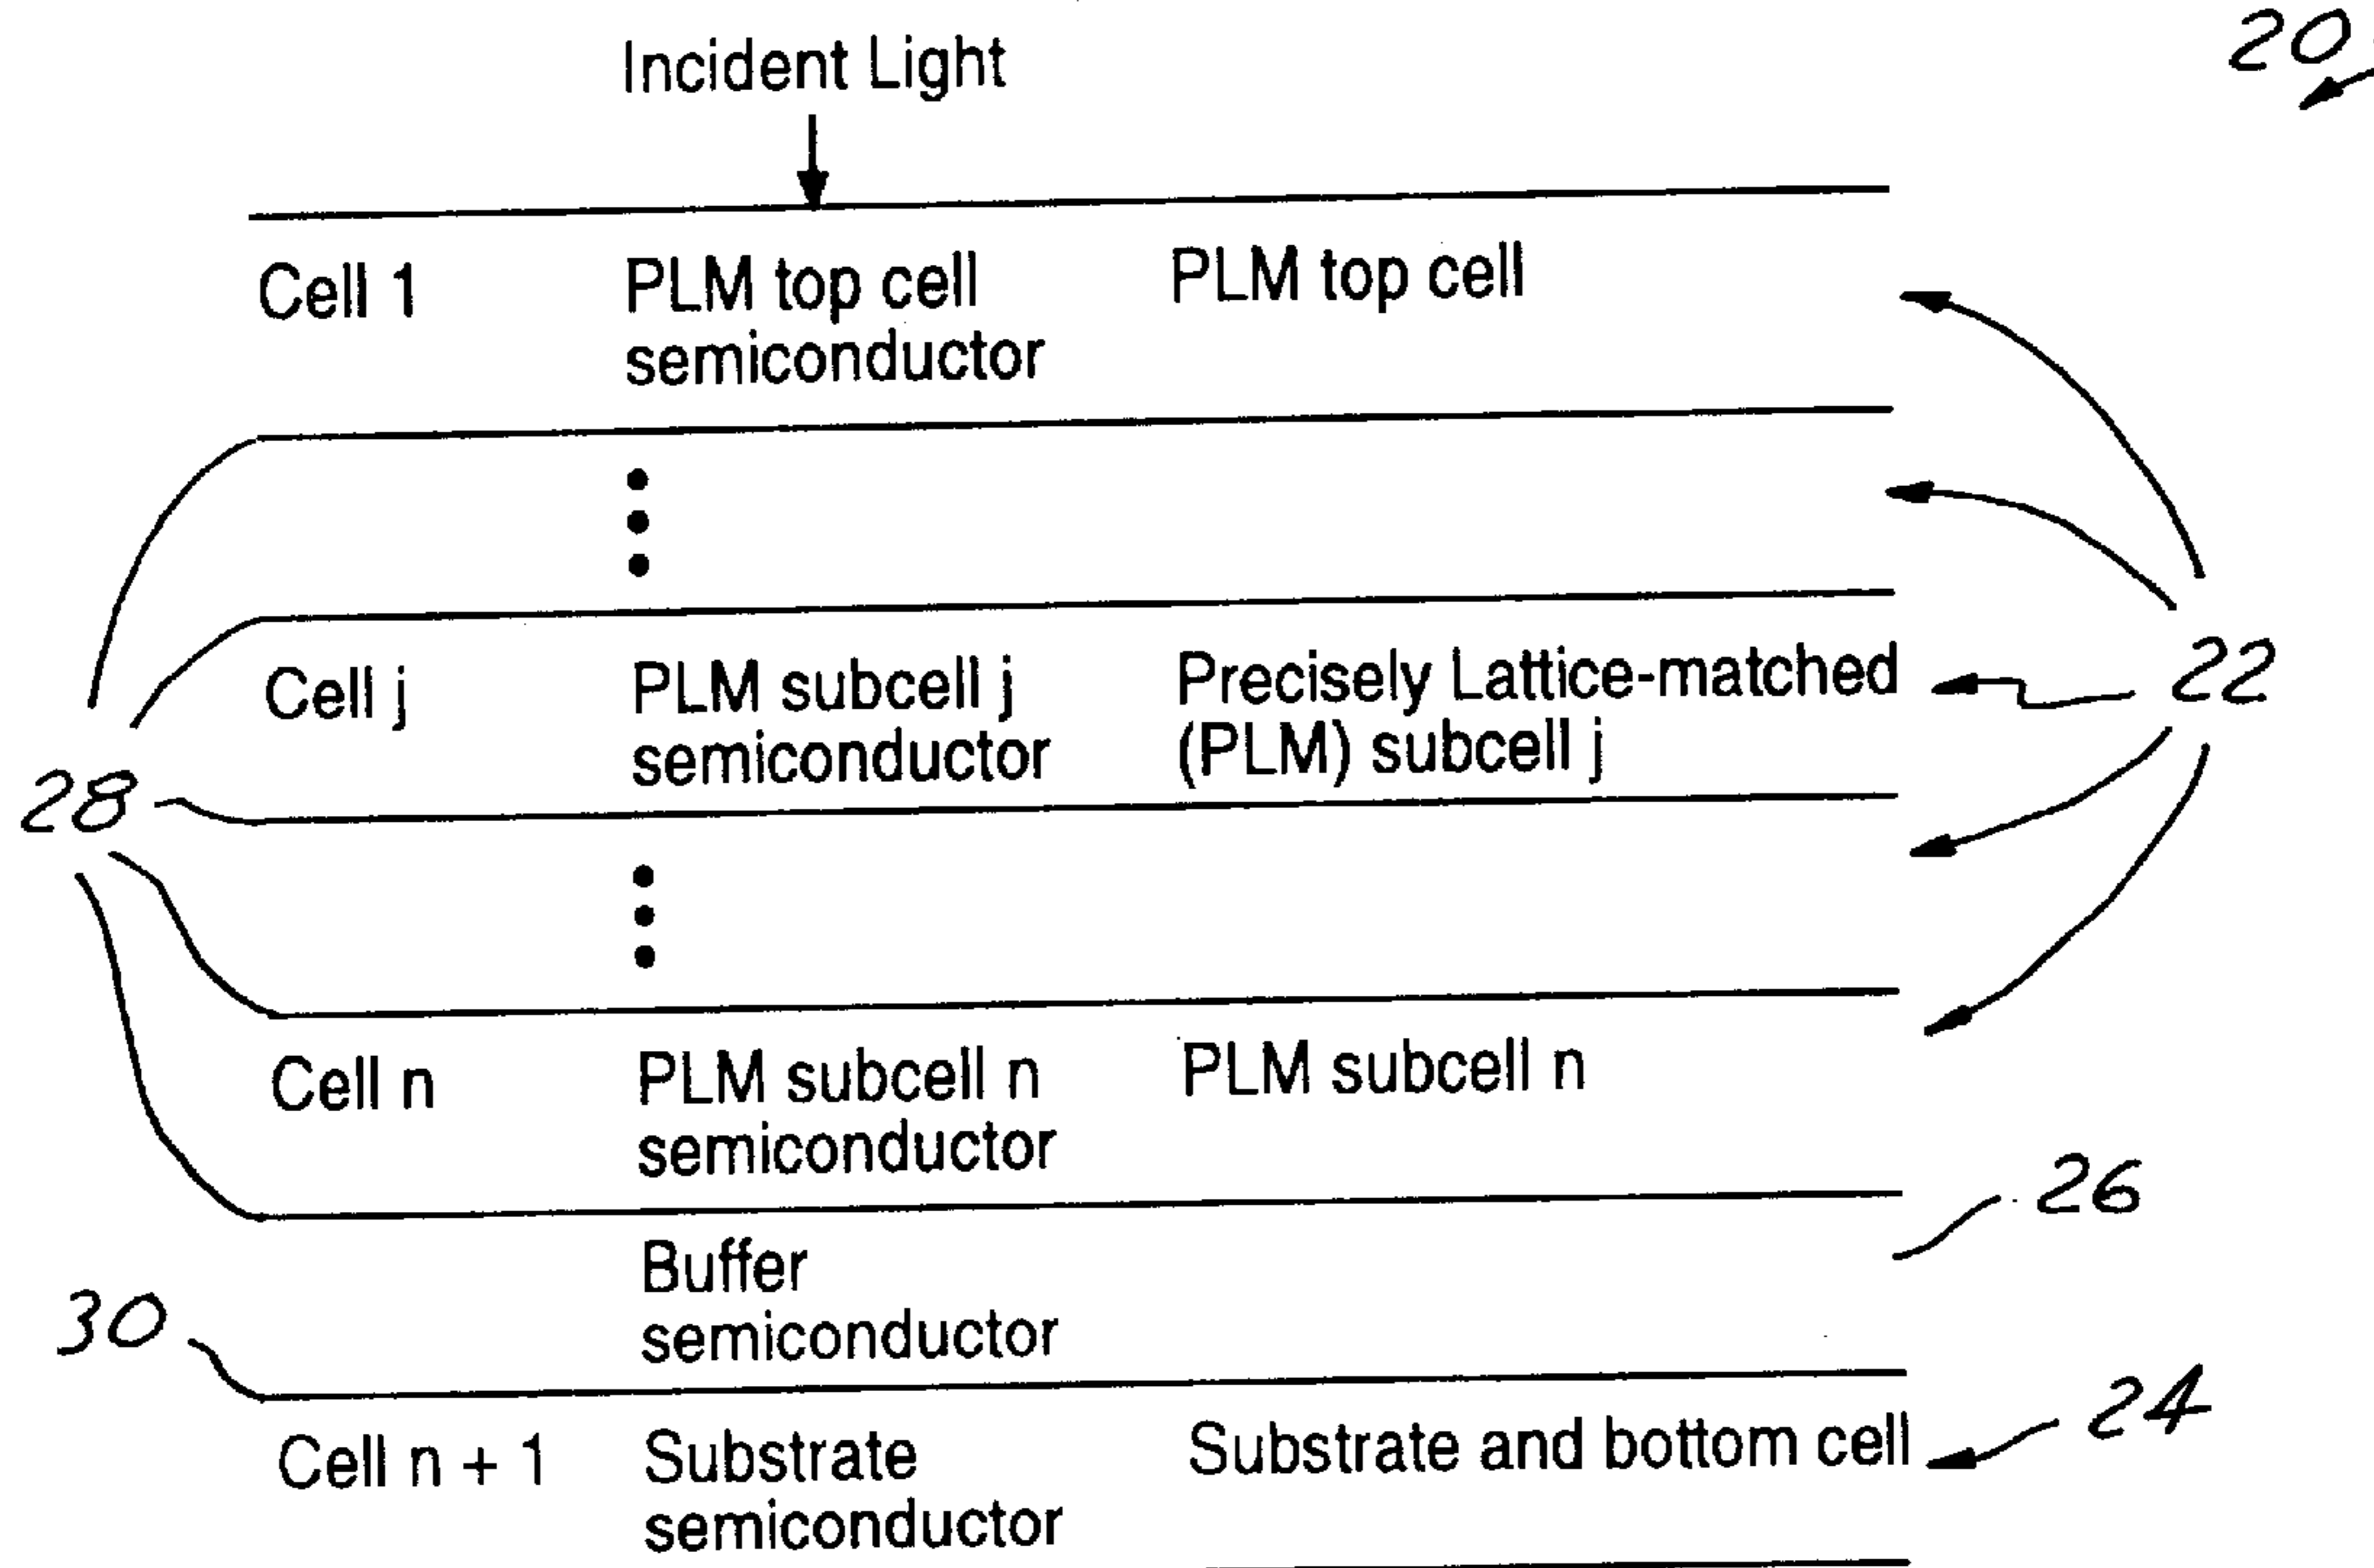 20
Incident Light
Cell 1 PLM top cell PLM top cell
semiconductor
Cell j PLM subcell j Precisely Lattice-matched
semiconductor (PLM) subcell j
22
28
Cell n PLM subcell n PLM subcell n
semiconductor
26
Buffer
semiconductor
30
24
Cell n + 1 Substrate Substrate and bottom cell
semiconductor